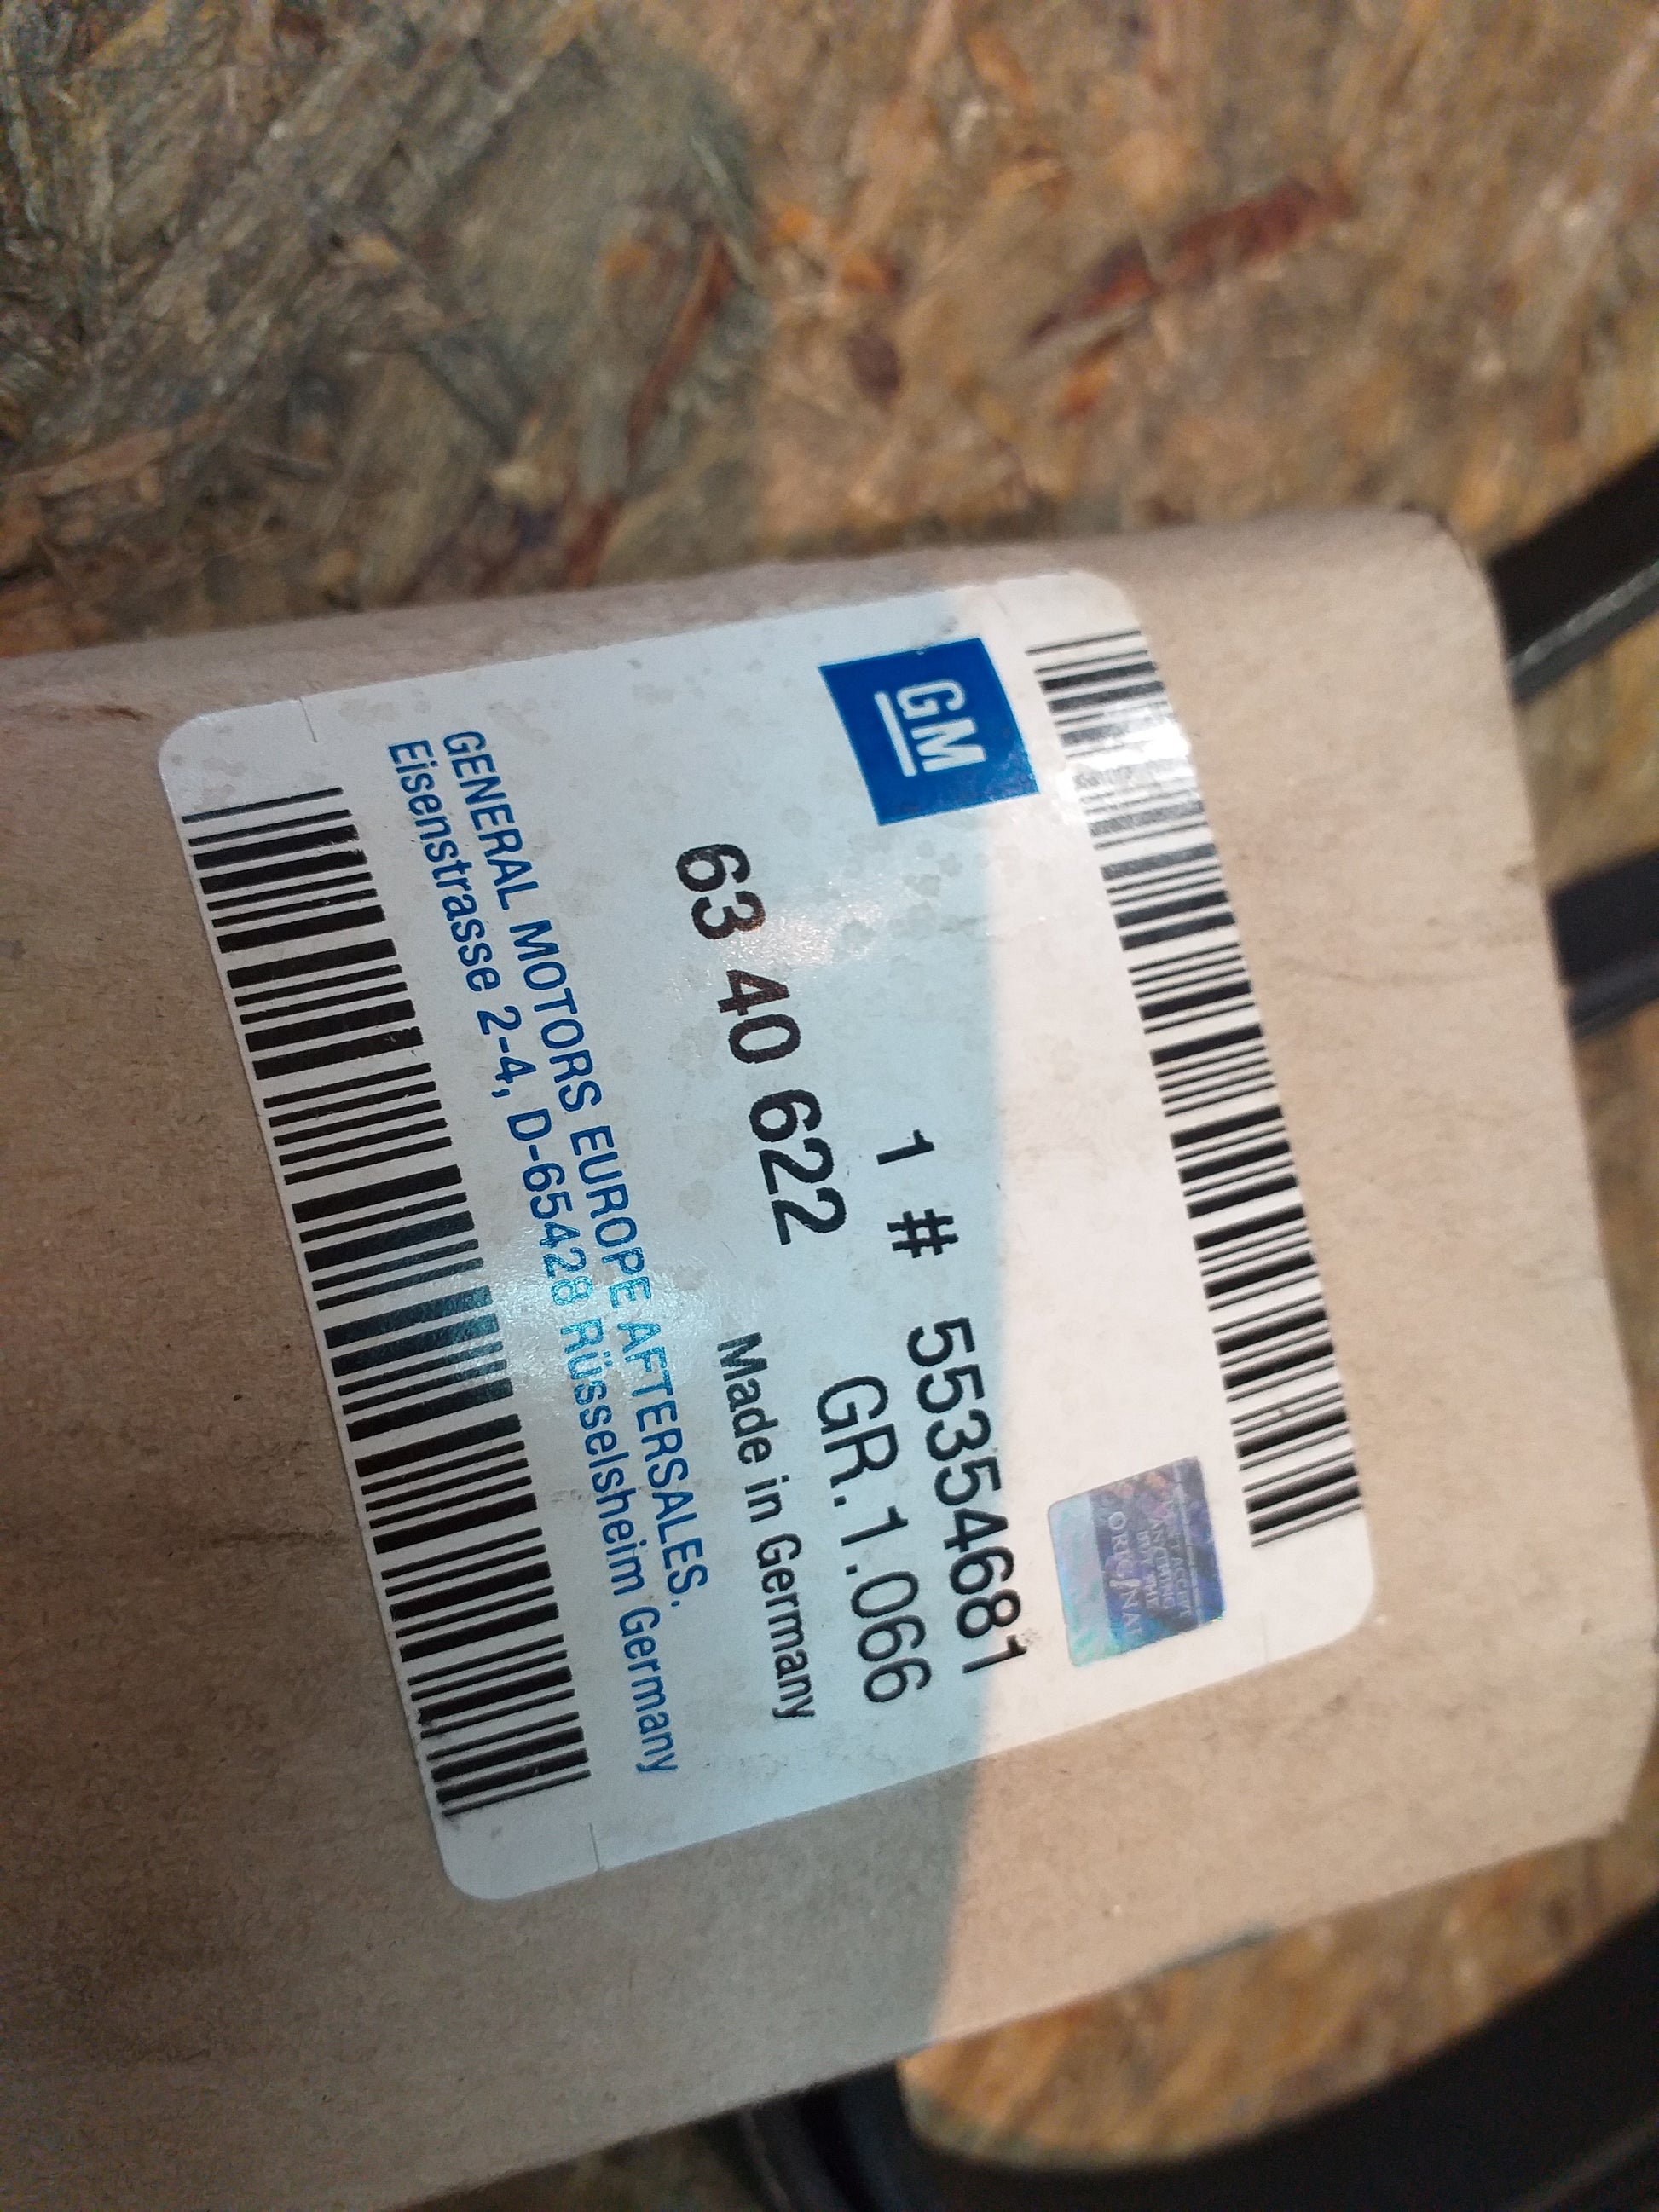 GM
1 # 55354681
GR.1.066
63 40 622
Made in Germany
GENERAL MOTORS EUROPE AFTERSALES.
Eisenstrasse 2-4, D-65428 Rüsselsheim Germany
ORIGINAL